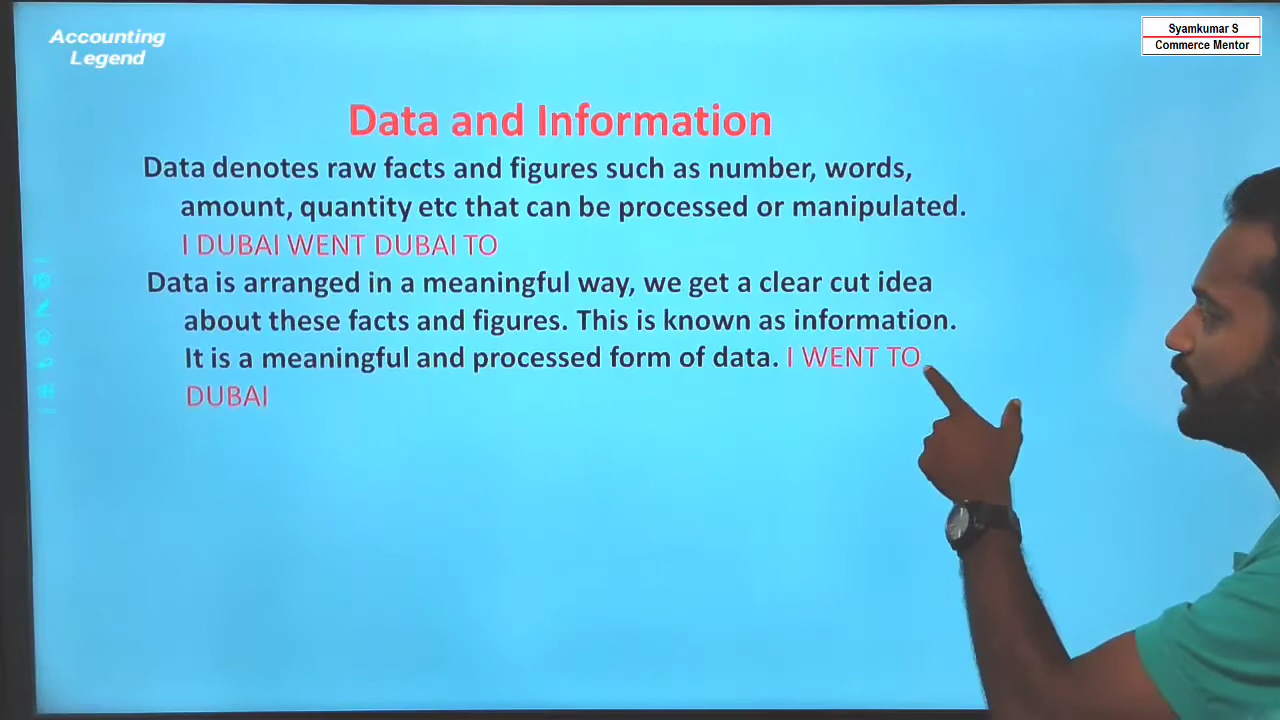 Accounting
Legend
Syamkumar S
Commerce Mentor
Data and Information
Data denotes raw facts and figures such as number, words,
amount, quantity etc that can be processed or manipulated.
I DUBAI WENT DUBAI TO
Data is arranged in a meaningful way, we get a clear cut idea
about these facts and figures. This is known as information.
It is a meaningful and processed form of data. I WENT TO
DUBAI